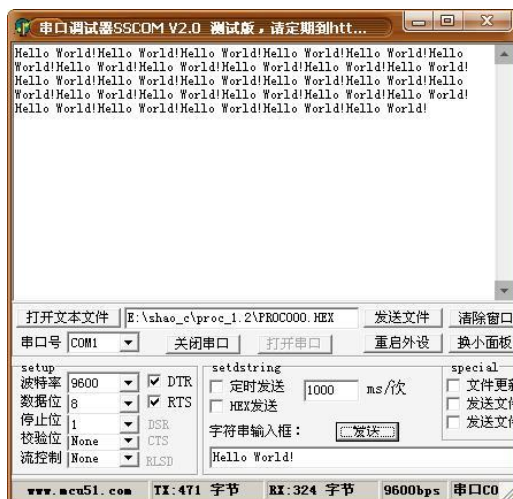 串口调试器SSCOM V2.0 测试版,请定期到htt...
Hello World!Hello World!Hello World!Hello World!Hello World!Hello
World!Hello World!Hello World!Hello World!Hello World!Hello World!
Hello World!Hello World!Hello World!Hello World!Hello World!Hello
World!Hello World!Hello World!Hello World!Hello World!Hello World!
Hello World!Hello World!Hello World!Hello World!Hello World!
打开文本文件 E:\shao_c\proc_1.2\PROC000.HEX 发送文件 清除窗口
串口号 COM1 关闭串口 打开串口 重启外设 换小面板
setup setdstring special
波特率 9600 DTR 定时发送 1000 ms/次 文件更新
数据位 8 RTS HEX发送 发送文件
停止位 1 DSR 发送文件
校验位 None CTS 字符串输入框: 发送
流控制 None RLSD Hello World!
www.mcu51.com TX:471 字节 RX:324 字节 9600bps 串口CO